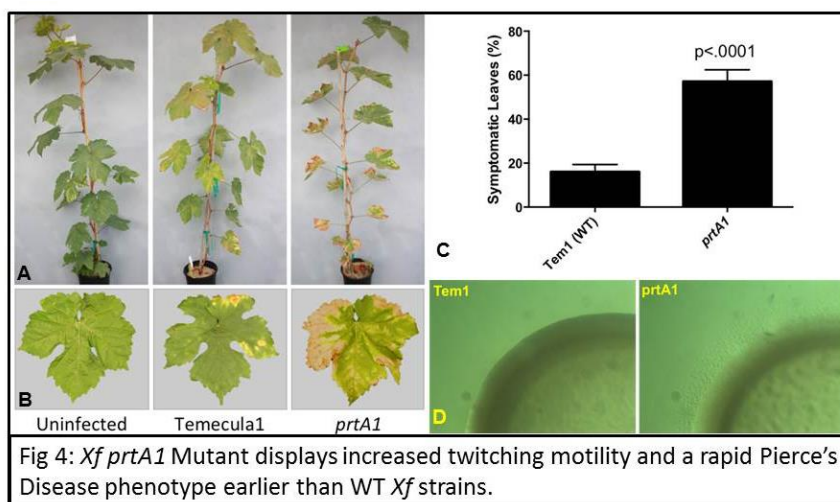 A
B
Uninfected
Temecula1
prtA1
Symptomatic Leaves (%)
80
60
40
20
0
p<.0001
Tem1 (WT)
prtA1
C
Tem1
prtA1
D
Fig 4: Xf prtA1 Mutant displays increased twitching motility and a rapid Pierce's
Disease phenotype earlier than WT Xf strains.